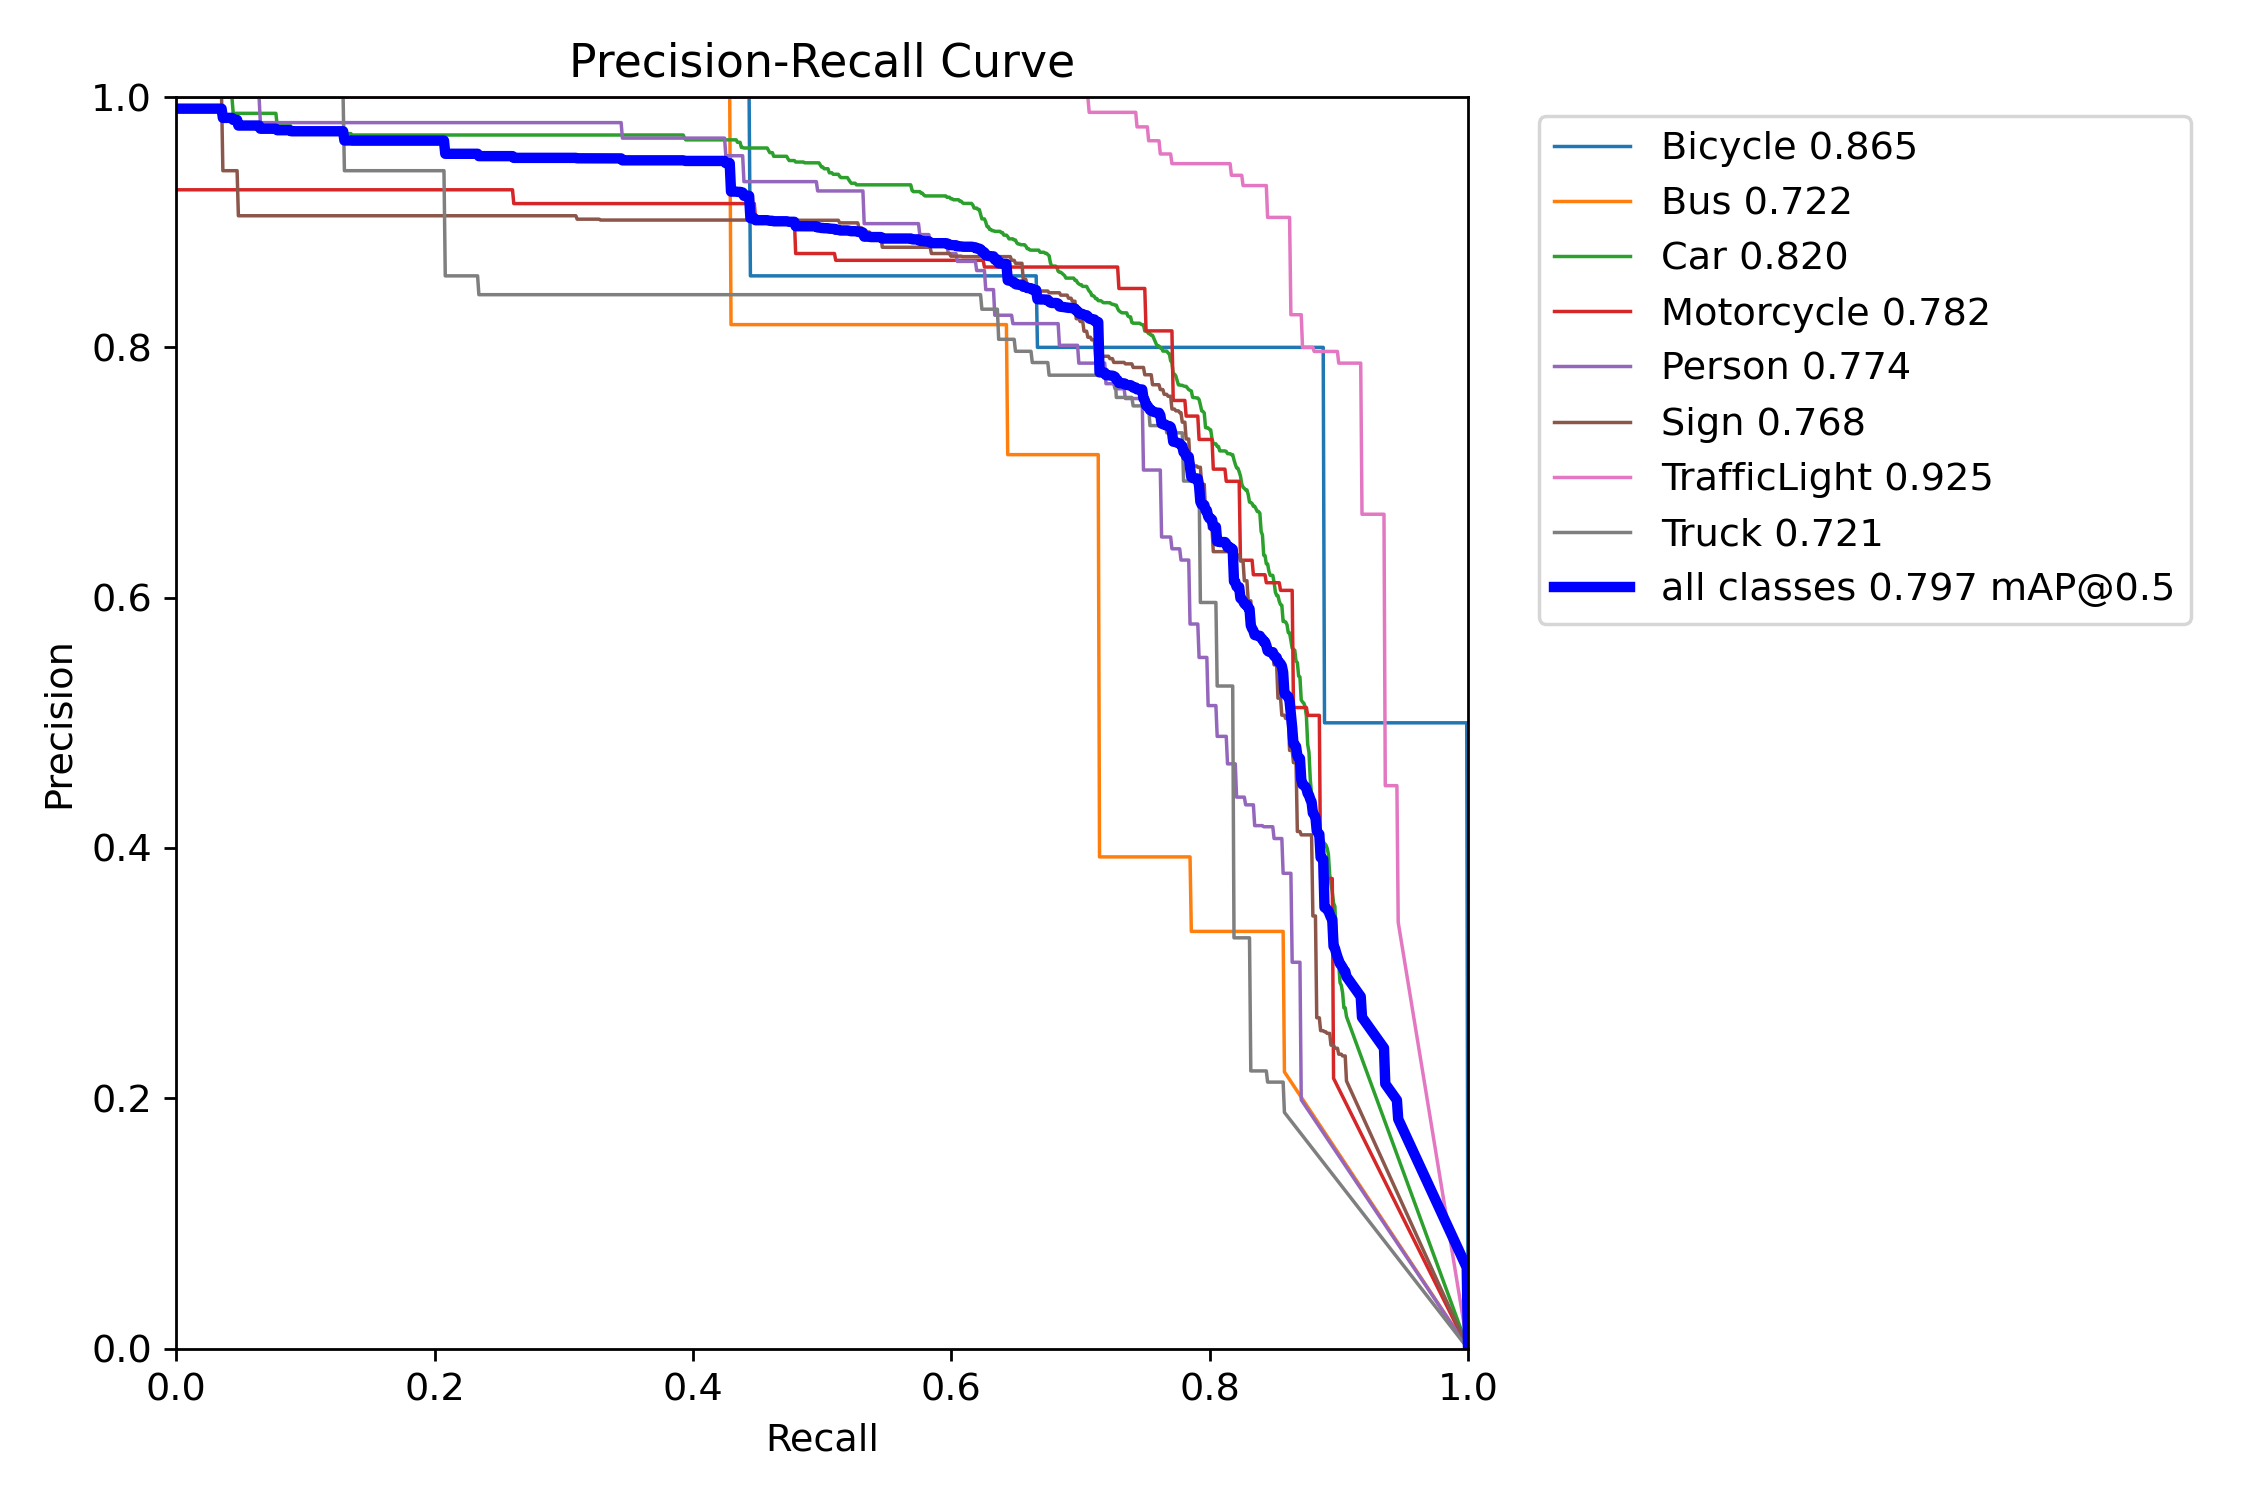 Precision-Recall Curve
1.0
0.8
0.6
0.4
0.2
0.0
Precision
0.0 0.2 0.4 0.6 0.8 1.0
Recall
Bicycle 0.865
Bus 0.722
Car 0.820
Motorcycle 0.782
Person 0.774
Sign 0.768
TrafficLight 0.925
Truck 0.721
all classes 0.797 mAP@0.5